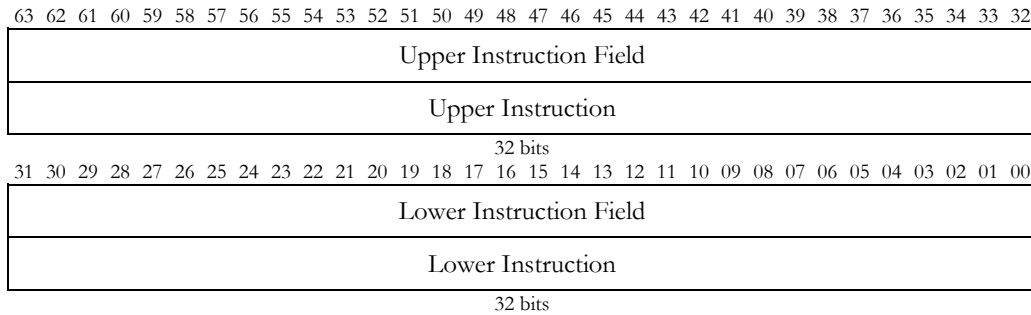 63 62 61 60 59 58 57 56 55 54 53 52 51 50 49 48 47 46 45 44 43 42 41 40 39 38 37 36 35 34 33 32
Upper Instruction Field
Upper Instruction
32 bits
31 30 29 28 27 26 25 24 23 22 21 20 19 18 17 16 15 14 13 12 11 10 09 08 07 06 05 04 03 02 01 00
Lower Instruction Field
Lower Instruction
32 bits